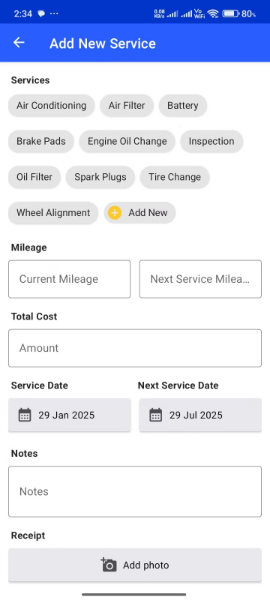 2:34
0.08 KB/s Vo WiFi 80%
Add New Service
Services
Air Conditioning Air Filter Battery
Brake Pads Engine Oil Change Inspection
Oil Filter Spark Plugs Tire Change
Wheel Alignment Add New
Mileage
Current Mileage Next Service Milea...
Total Cost
Amount
Service Date Next Service Date
29 Jan 2025 29 Jul 2025
Notes
Notes
Receipt
Add photo